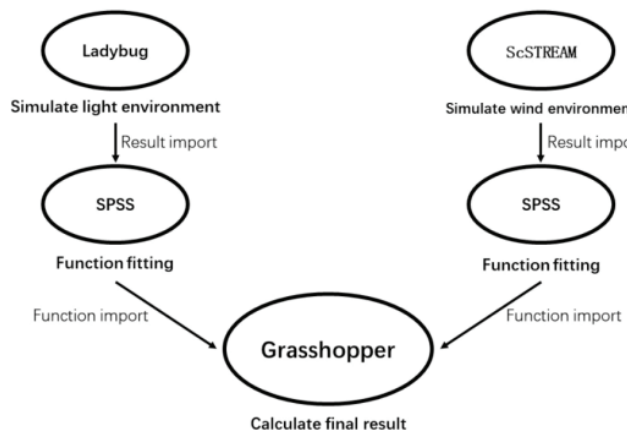 Ladybug
ScSTREAM
Simulate light environment
Simulate wind environmen
Result import
Result impo
SPSS
SPSS
Function fitting
Function fitting
Function import
Function import
Grasshopper
Calculate final result